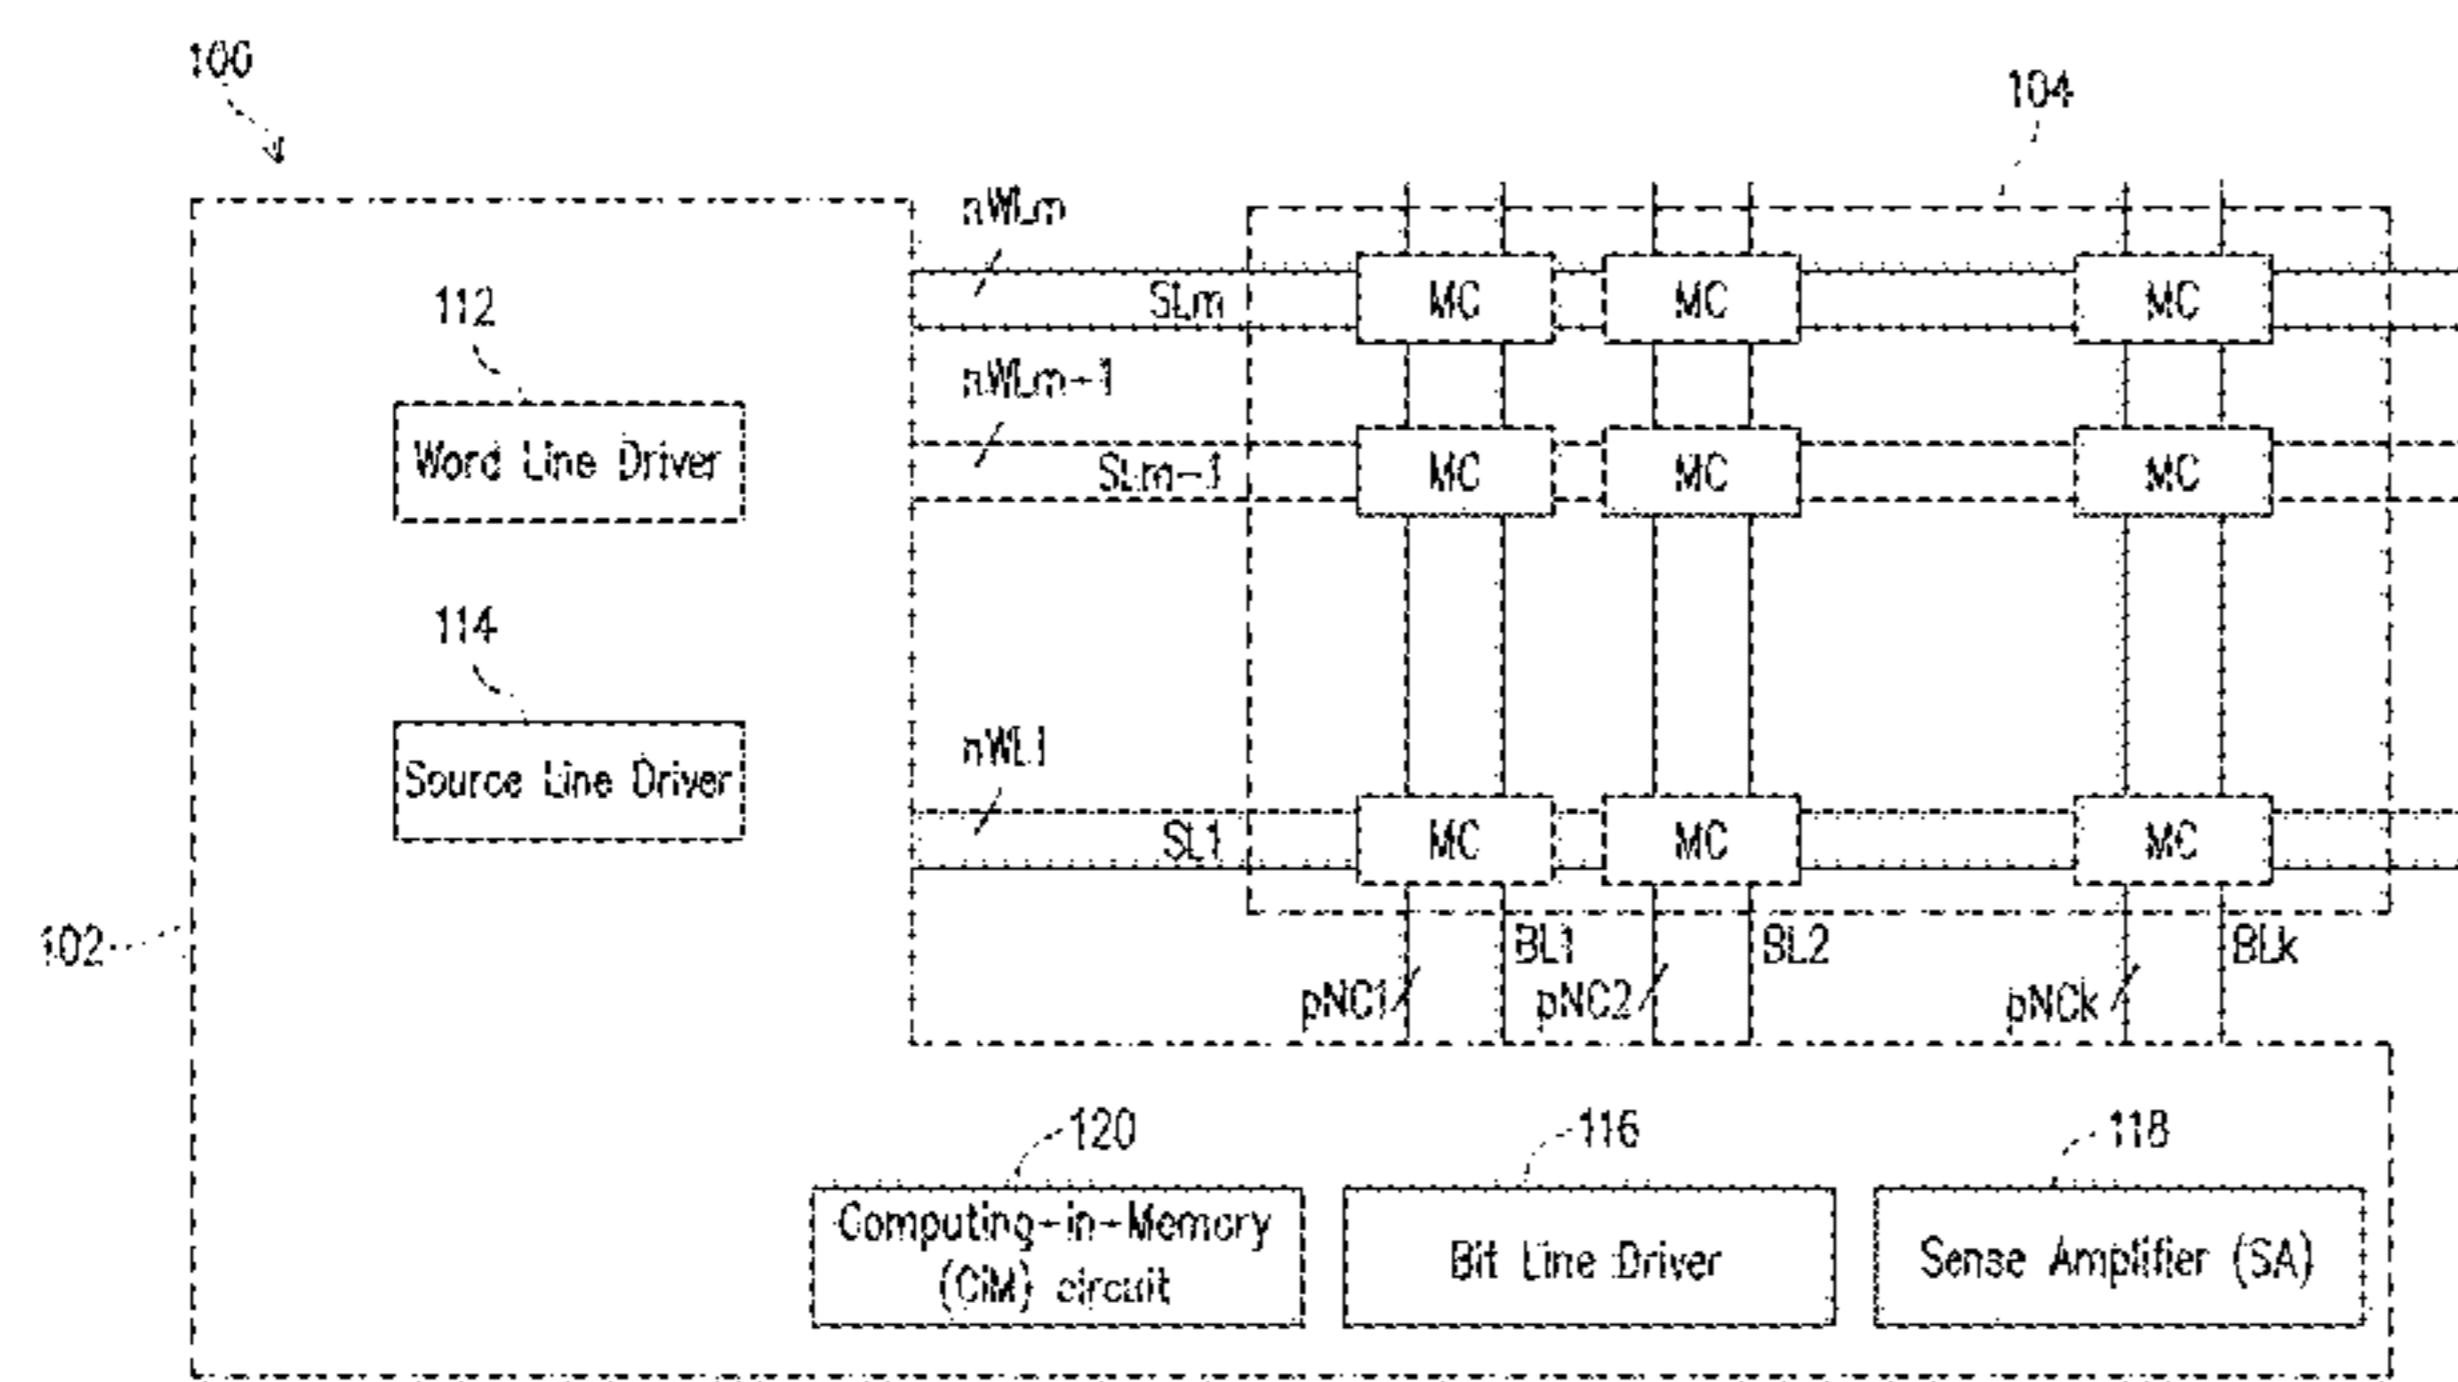 100
104
nWLm
SLm
MC MC MC
112
nWLm-1
Word Line Driver
SLm-1
MC MC MC
114
nWL1
Source Line Driver
SL1
MC MC MC
102
BL1 BL2 BLk
pNC1 pNC2 pNCk
120 116 118
Computing-in-Memory
(CiM) circuit
Bit Line Driver
Sense Amplifier (SA)